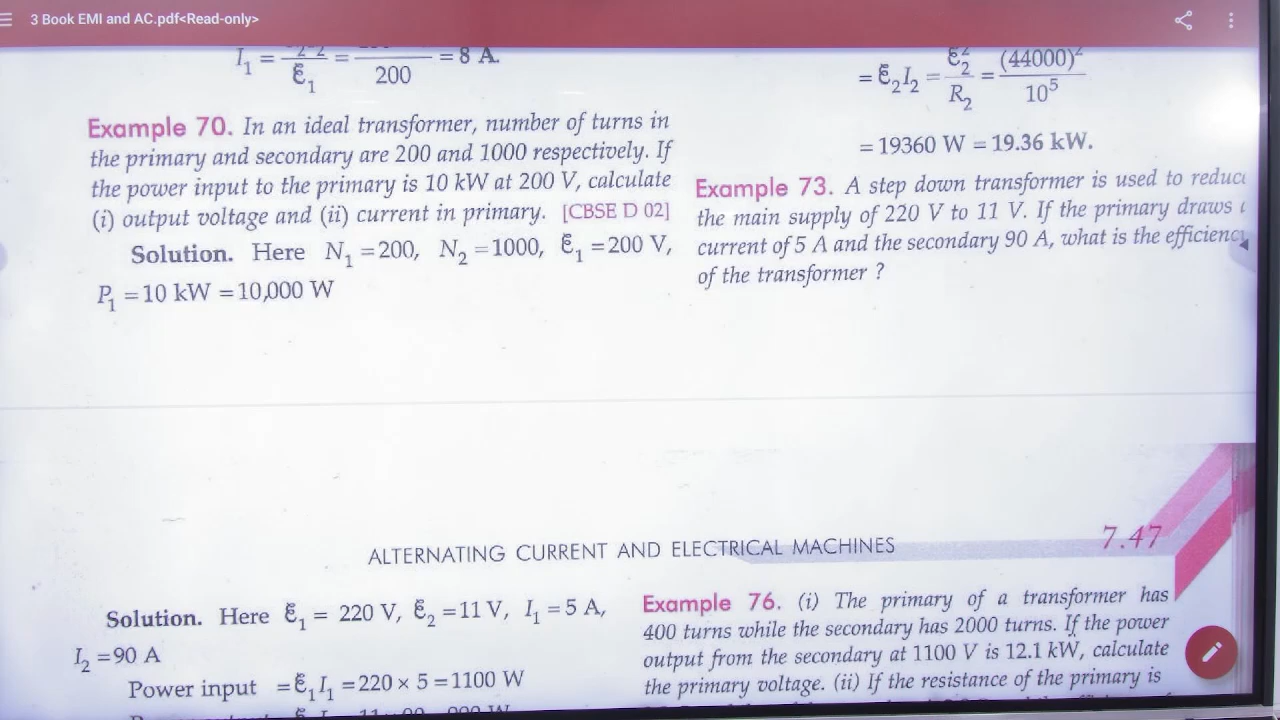 3 Book EMI and AC.pdf<Read-only>
I₁ = / ℰ₁ = / 200 = 8 A.
Example 70. In an ideal transformer, number of turns in
the primary and secondary are 200 and 1000 respectively. If
the power input to the primary is 10 kW at 200 V, calculate
(i) output voltage and (ii) current in primary. [CBSE D 02]
Solution. Here N₁ = 200, N₂ = 1000, ℰ₁ = 200 V,
P₁ = 10 kW = 10,000 W
= ℰ₂I₂ = ℰ₂² / R₂ = (44000)² / 10⁵
= 19360 W = 19.36 kW.
Example 73. A step down transformer is used to reduc
the main supply of 220 V to 11 V. If the primary draws
current of 5 A and the secondary 90 A, what is the efficienc
of the transformer ?
ALTERNATING CURRENT AND ELECTRICAL MACHINES
7.47
Solution. Here ℰ₁ = 220 V, ℰ₂ = 11 V, I₁ = 5 A,
I₂ = 90 A
Power input = ℰ₁I₁ = 220 × 5 = 1100 W
Example 76. (i) The primary of a transformer has
400 turns while the secondary has 2000 turns. If the power
output from the secondary at 1100 V is 12.1 kW, calculate
the primary voltage. (ii) If the resistance of the primary is